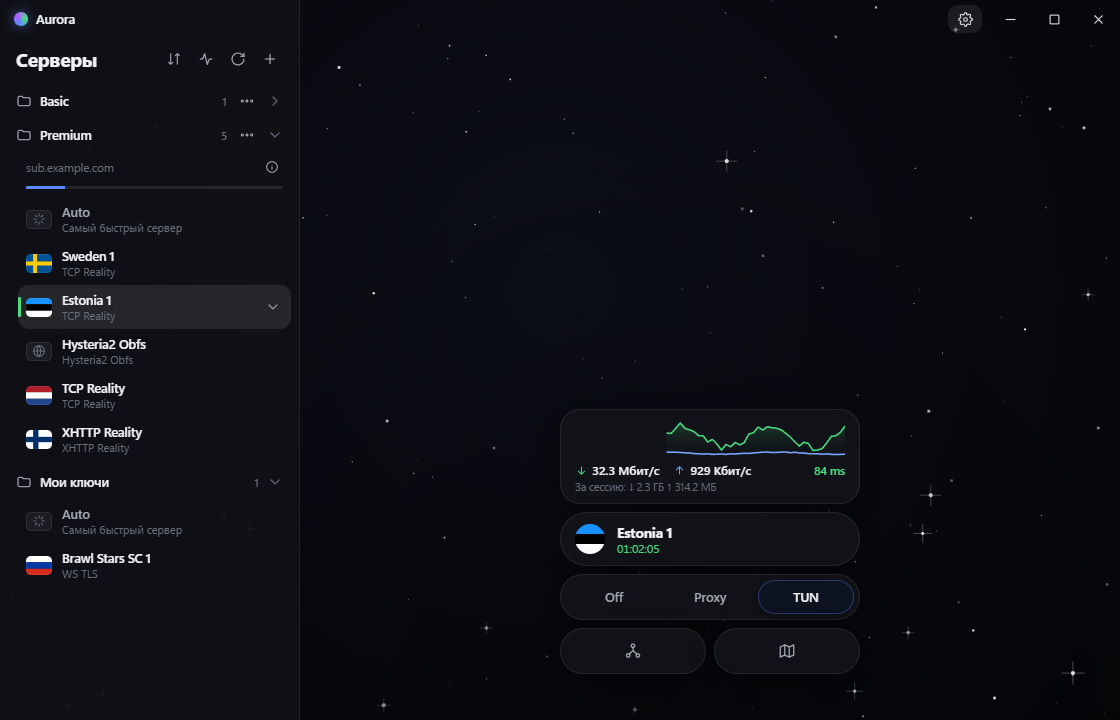 Aurora
Серверы
Basic 1
Premium 5
sub.example.com
Auto
Самый быстрый сервер
Sweden 1
TCP Reality
Estonia 1
TCP Reality
Hysteria2 Obfs
Hysteria2 Obfs
TCP Reality
TCP Reality
XHTTP Reality
XHTTP Reality
Мои ключи 1
Auto
Самый быстрый сервер
Brawl Stars SC 1
WS TLS
↓ 32.3 Мбит/с ↑ 929 Кбит/с 84 ms
За сессию: ↓ 2.3 ГБ ↑ 314.2 МБ
Estonia 1
01:02:05
Off Proxy TUN